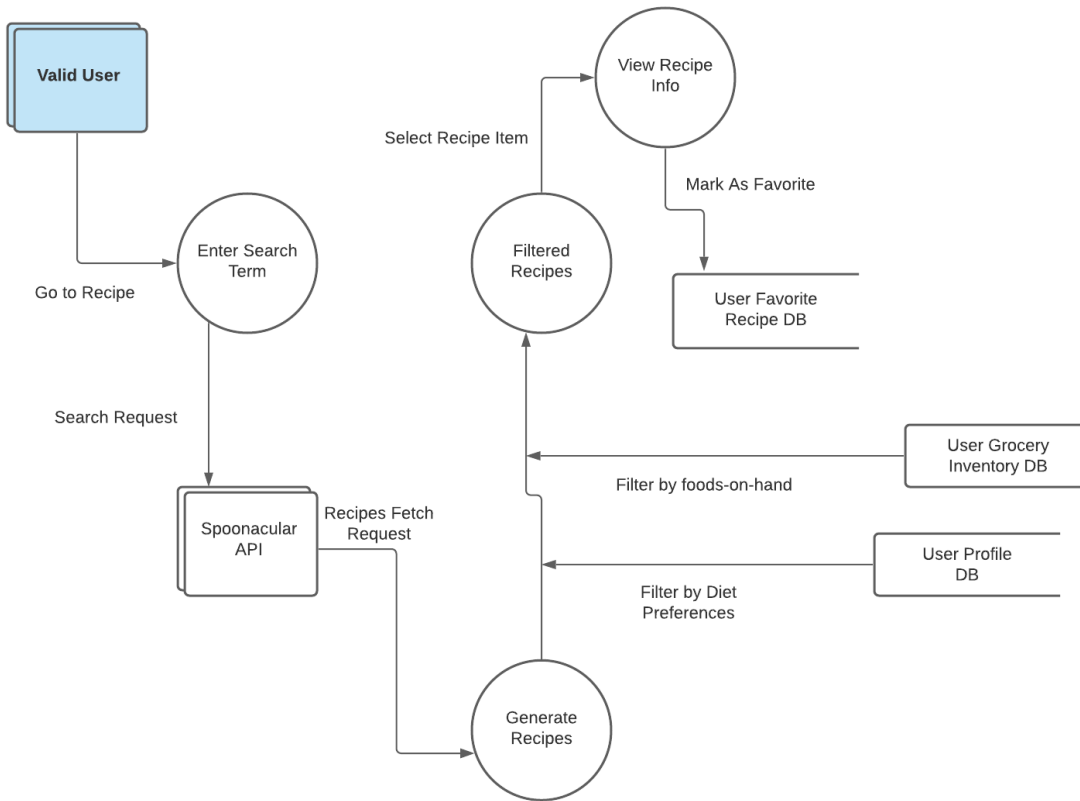 Valid User
View Recipe
Info
Select Recipe Item
Mark As Favorite
Enter Search
Term
Filtered
Recipes
Go to Recipe
User Favorite
Recipe DB
Search Request
User Grocery
Inventory DB
Filter by foods-on-hand
Spoonacular
API
Recipes Fetch
Request
User Profile
DB
Filter by Diet
Preferences
Generate
Recipes